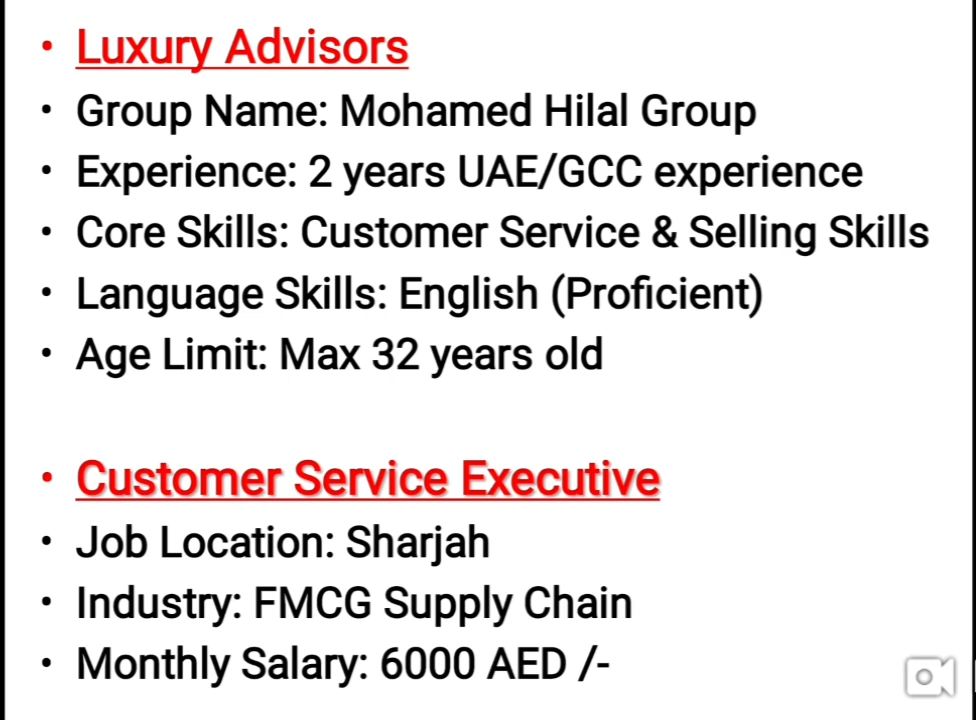 • Luxury Advisors
• Group Name: Mohamed Hilal Group
• Experience: 2 years UAE/GCC experience
• Core Skills: Customer Service & Selling Skills
• Language Skills: English (Proficient)
• Age Limit: Max 32 years old
• Customer Service Executive
• Job Location: Sharjah
• Industry: FMCG Supply Chain
• Monthly Salary: 6000 AED /-